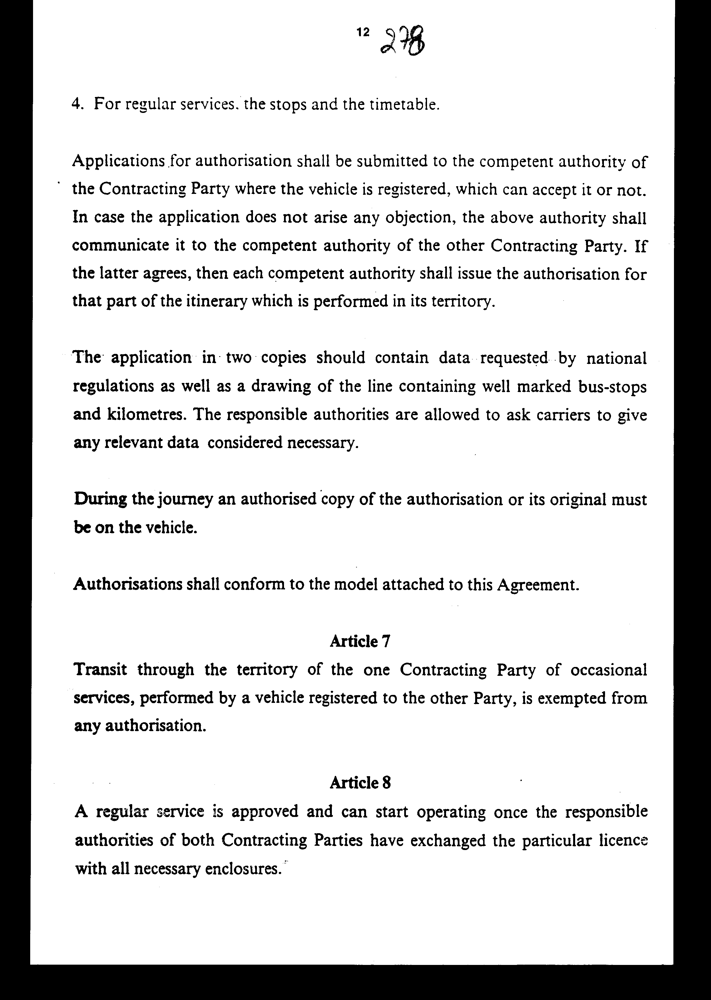 12 278
4. For regular services, the stops and the timetable.
Applications for authorisation shall be submitted to the competent authority of
the Contracting Party where the vehicle is registered, which can accept it or not.
In case the application does not arise any objection, the above authority shall
communicate it to the competent authority of the other Contracting Party. If
the latter agrees, then each competent authority shall issue the authorisation for
that part of the itinerary which is performed in its territory.
The application in two copies should contain data requested by national
regulations as well as a drawing of the line containing well marked bus-stops
and kilometres. The responsible authorities are allowed to ask carriers to give
any relevant data considered necessary.
During the journey an authorised copy of the authorisation or its original must
be on the vehicle.
Authorisations shall conform to the model attached to this Agreement.
Article 7
Transit through the territory of the one Contracting Party of occasional
services, performed by a vehicle registered to the other Party, is exempted from
any authorisation.
Article 8
A regular service is approved and can start operating once the responsible
authorities of both Contracting Parties have exchanged the particular licence
with all necessary enclosures.